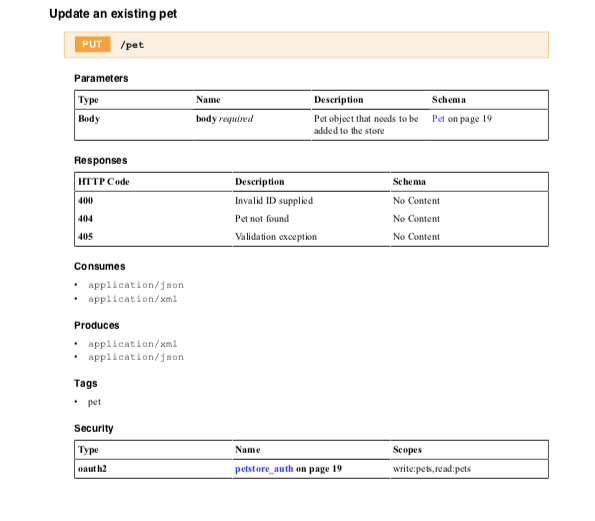 Update an existing pet
PUT /pet
Parameters
Type Name Description Schema
Body body required Pet object that needs to be Pet on page 19
added to the store
Responses
HTTP Code Description Schema
400 Invalid ID supplied No Content
404 Pet not found No Content
405 Validation exception No Content
Consumes
• application/json
• application/xml
Produces
• application/xml
• application/json
Tags
• pet
Security
Type Name Scopes
oauth2 petstore_auth on page 19 write:pets,read:pets